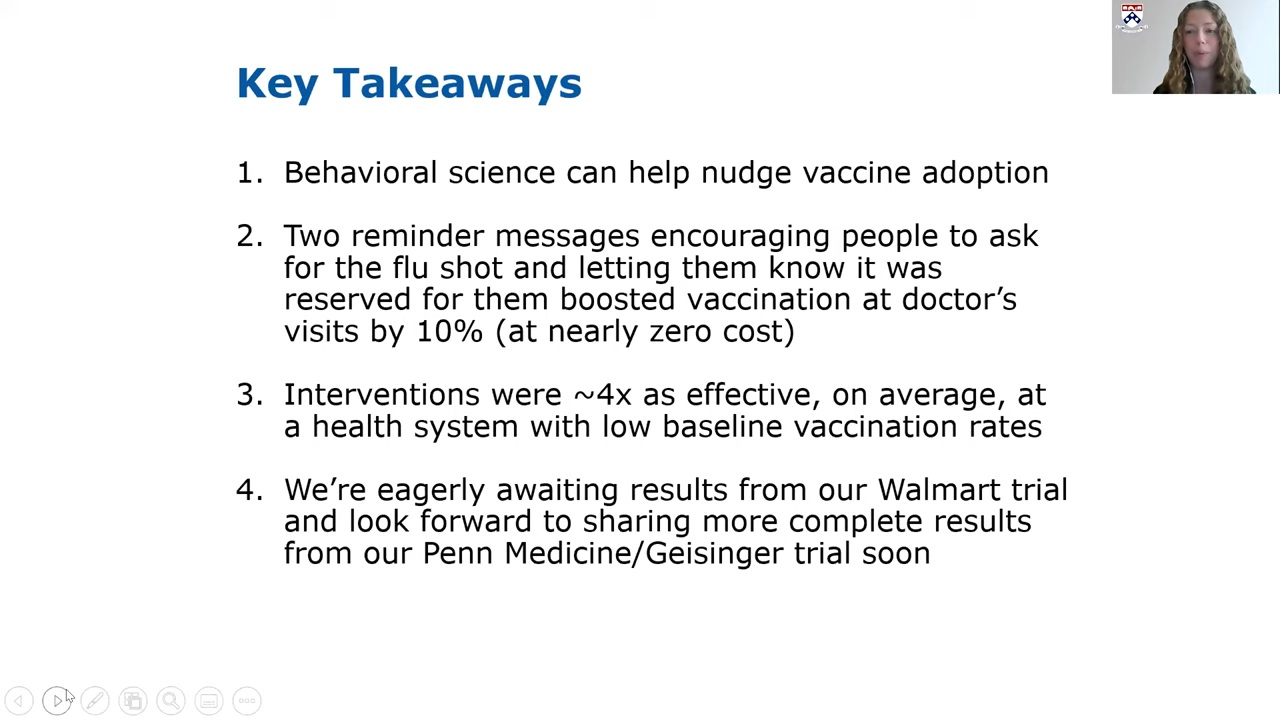 Key Takeaways
1. Behavioral science can help nudge vaccine adoption
2. Two reminder messages encouraging people to ask
for the flu shot and letting them know it was
reserved for them boosted vaccination at doctor’s
visits by 10% (at nearly zero cost)
3. Interventions were ~4x as effective, on average, at
a health system with low baseline vaccination rates
4. We’re eagerly awaiting results from our Walmart trial
and look forward to sharing more complete results
from our Penn Medicine/Geisinger trial soon